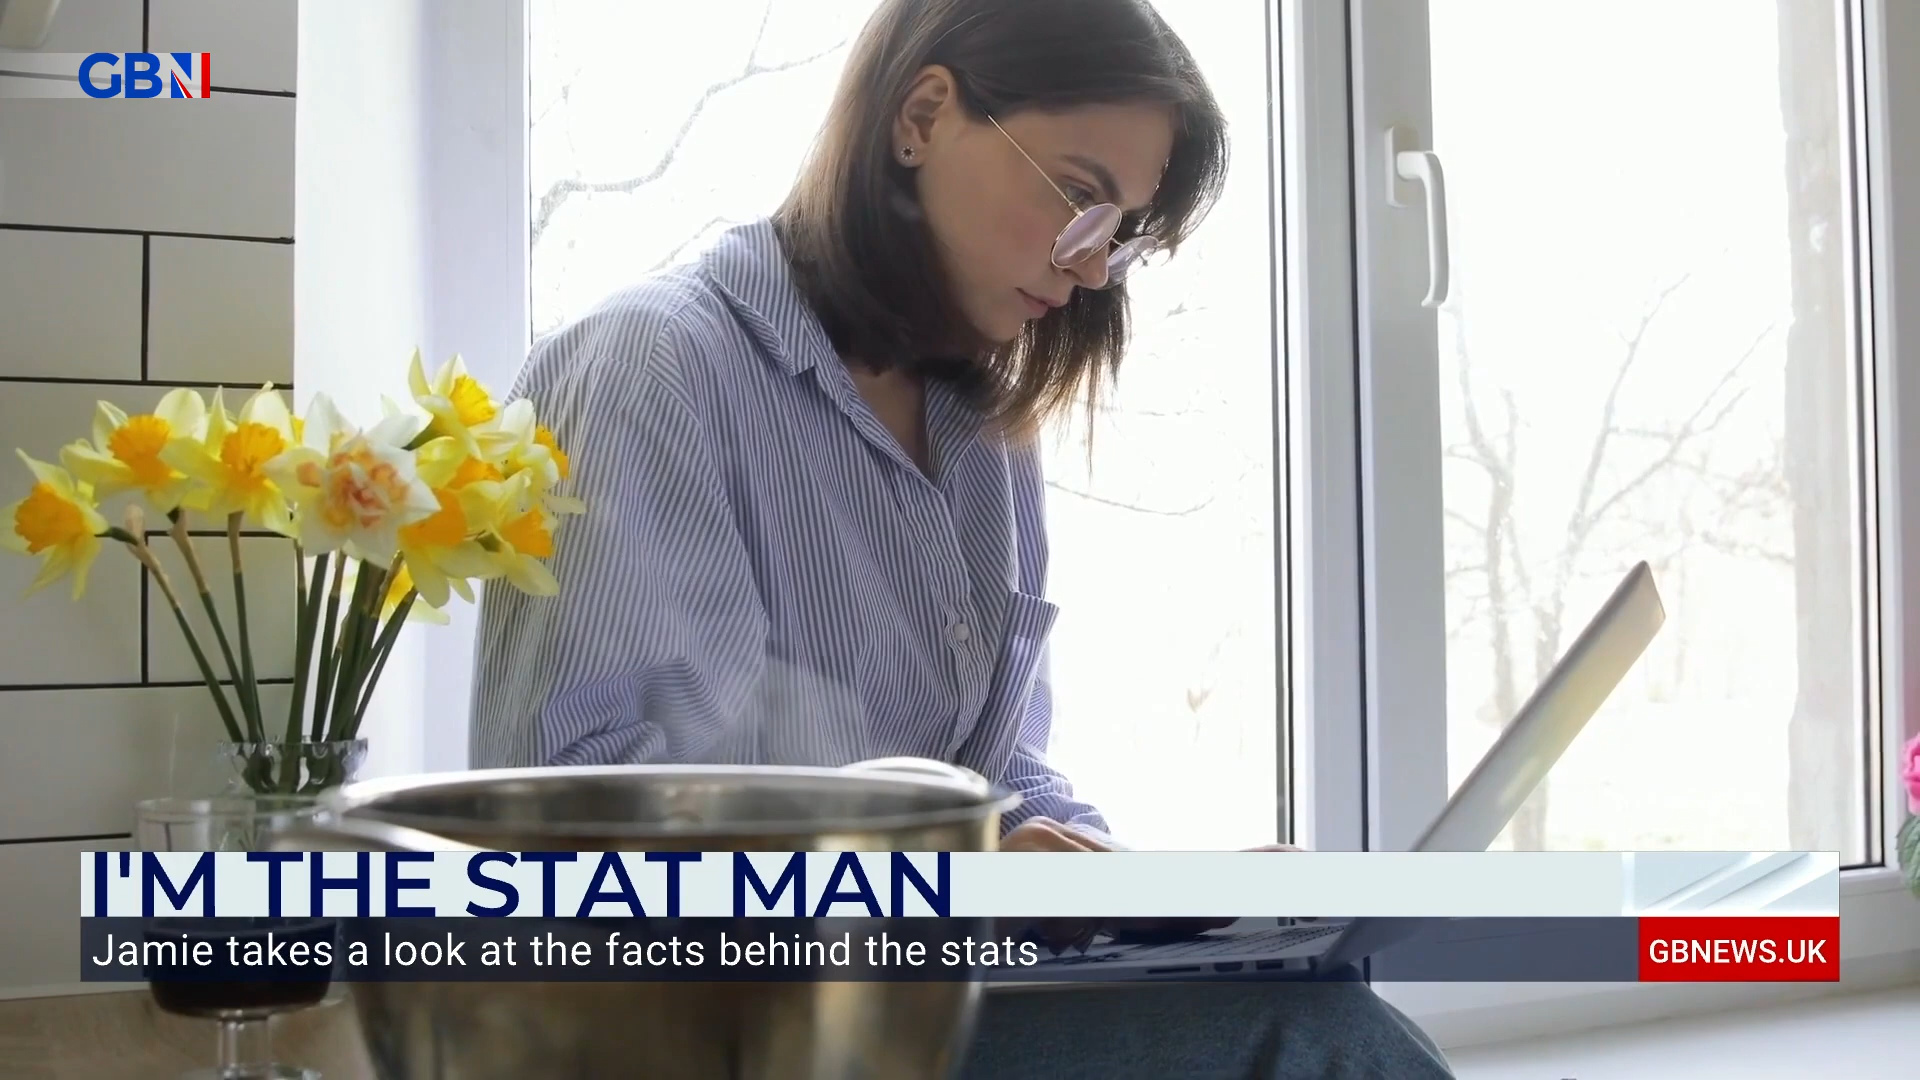 GBN
I'M THE STAT MAN
Jamie takes a look at the facts behind the stats
GBNEWS.UK